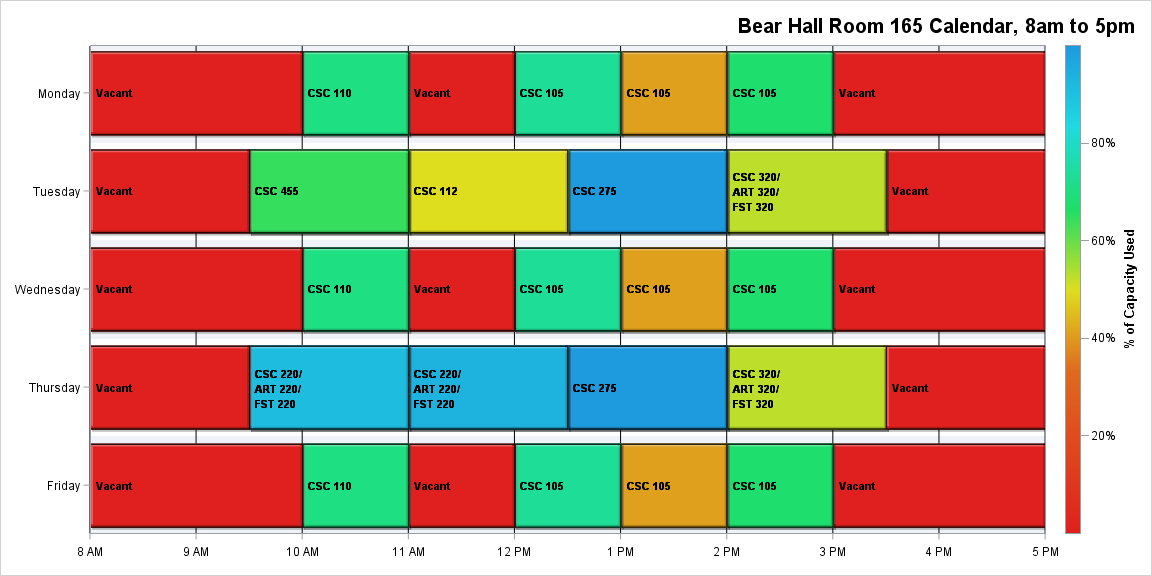 Bear Hall Room 165 Calendar, 8am to 5pm
Monday
Vacant
CSC 110
Vacant
CSC 105
CSC 105
CSC 105
Vacant
Tuesday
Vacant
CSC 455
CSC 112
CSC 275
CSC 320/
ART 320/
FST 320
Vacant
Wednesday
Vacant
CSC 110
Vacant
CSC 105
CSC 105
CSC 105
Vacant
Thursday
Vacant
CSC 220/
ART 220/
FST 220
CSC 220/
ART 220/
FST 220
CSC 275
CSC 320/
ART 320/
FST 320
Vacant
Friday
Vacant
CSC 110
Vacant
CSC 105
CSC 105
CSC 105
Vacant
8 AM
9 AM
10 AM
11 AM
12 PM
1 PM
2 PM
3 PM
4 PM
5 PM
80%
60%
40%
20%
% of Capacity Used